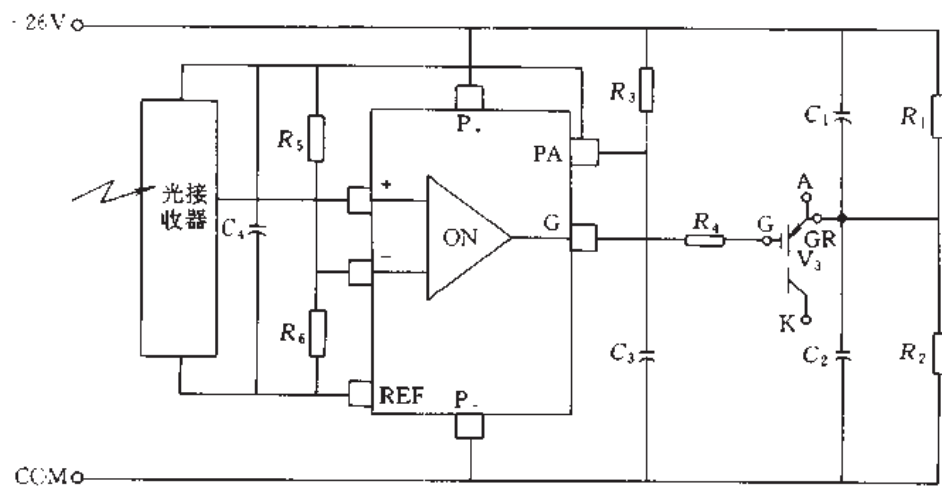 -26V
P+
R3
C1
R1
R5
PA
光接
收器
+
A
C4
ON
G
R4
G
GR
V3
−
K
R6
C3
C2
R2
REF
P-
COM